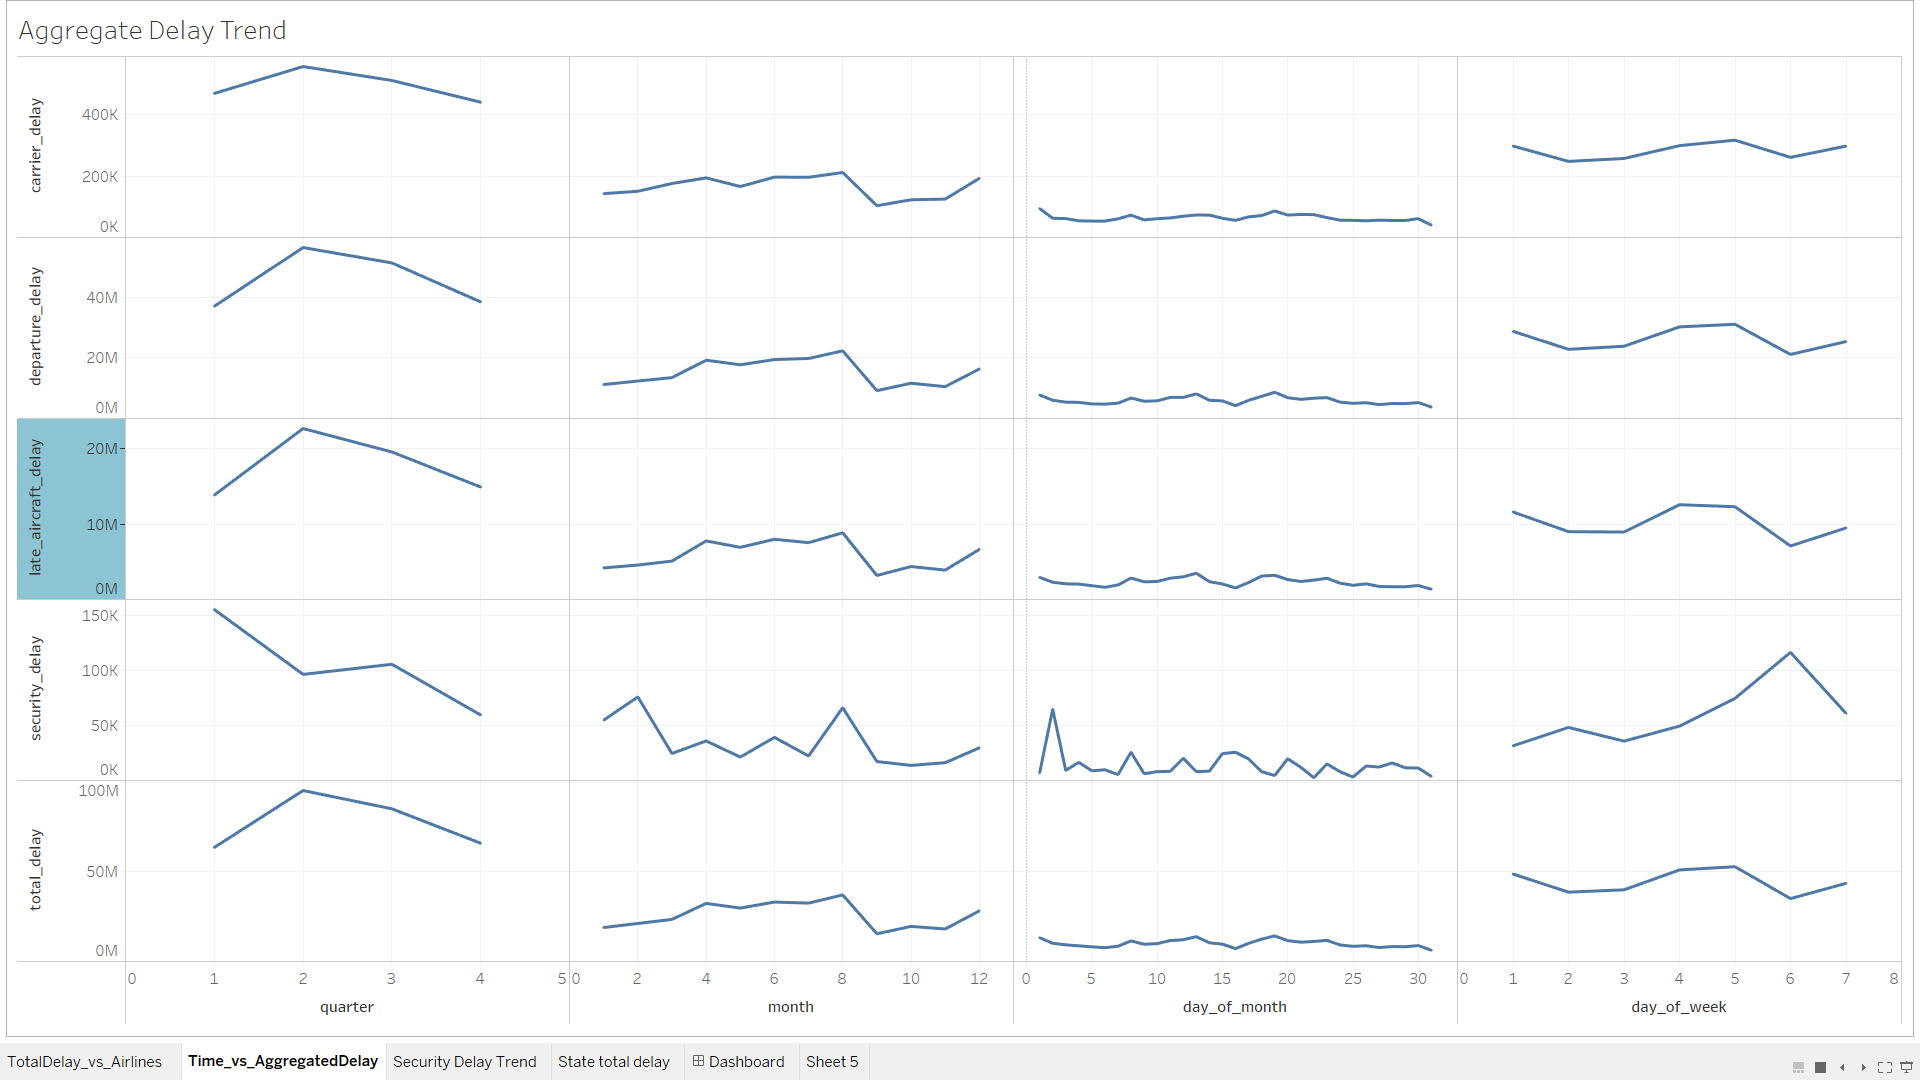 Aggregate Delay Trend
carrier_delay
400K
200K
0K
departure_delay
40M
20M
0M
late_aircraft_delay
20M
10M
0M
security_delay
150K
100K
50K
0K
total_delay
100M
50M
0M
0 1 2 3 4 5 0 2 4 6 8 10 12 0 5 10 15 20 25 30 0 1 2 3 4 5 6 7 8
quarter month day_of_month day_of_week
TotalDelay_vs_Airlines Time_vs_AggregatedDelay Security Delay Trend State total delay Dashboard Sheet 5